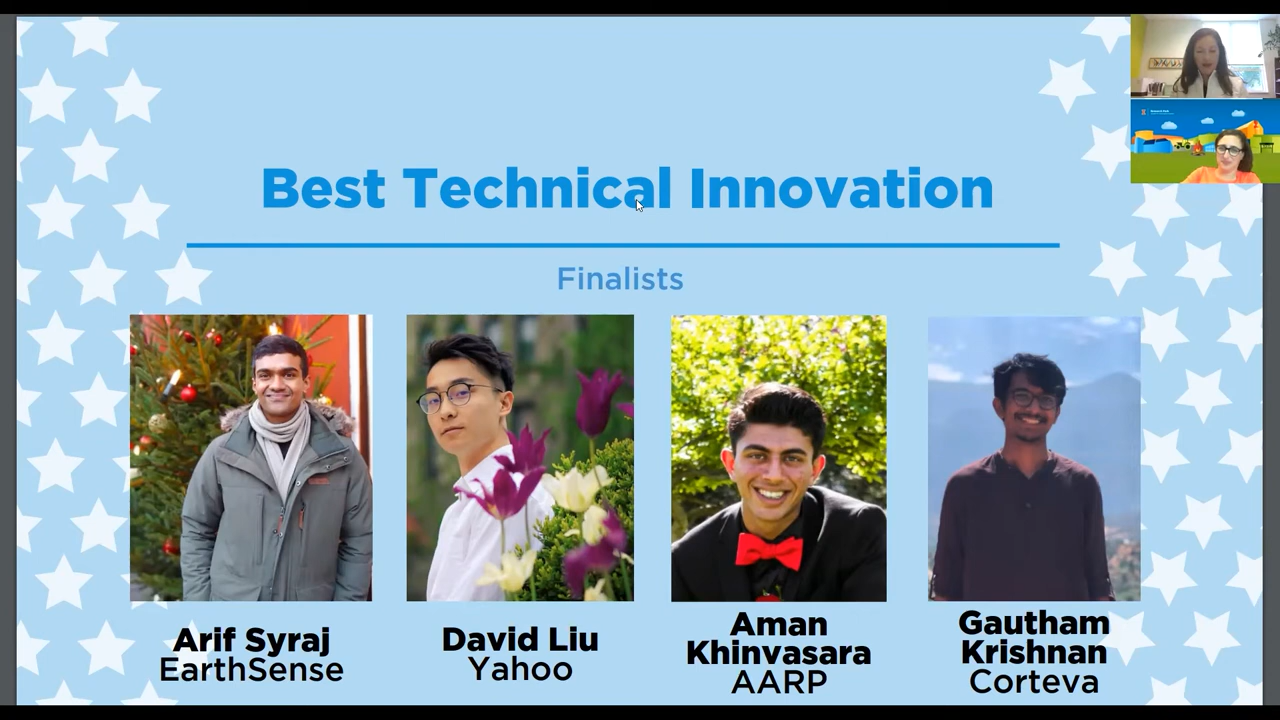 Best Technical Innovation
Finalists
Arif Syraj
EarthSense
David Liu
Yahoo
Aman
Khinvasara
AARP
Gautham
Krishnan
Corteva